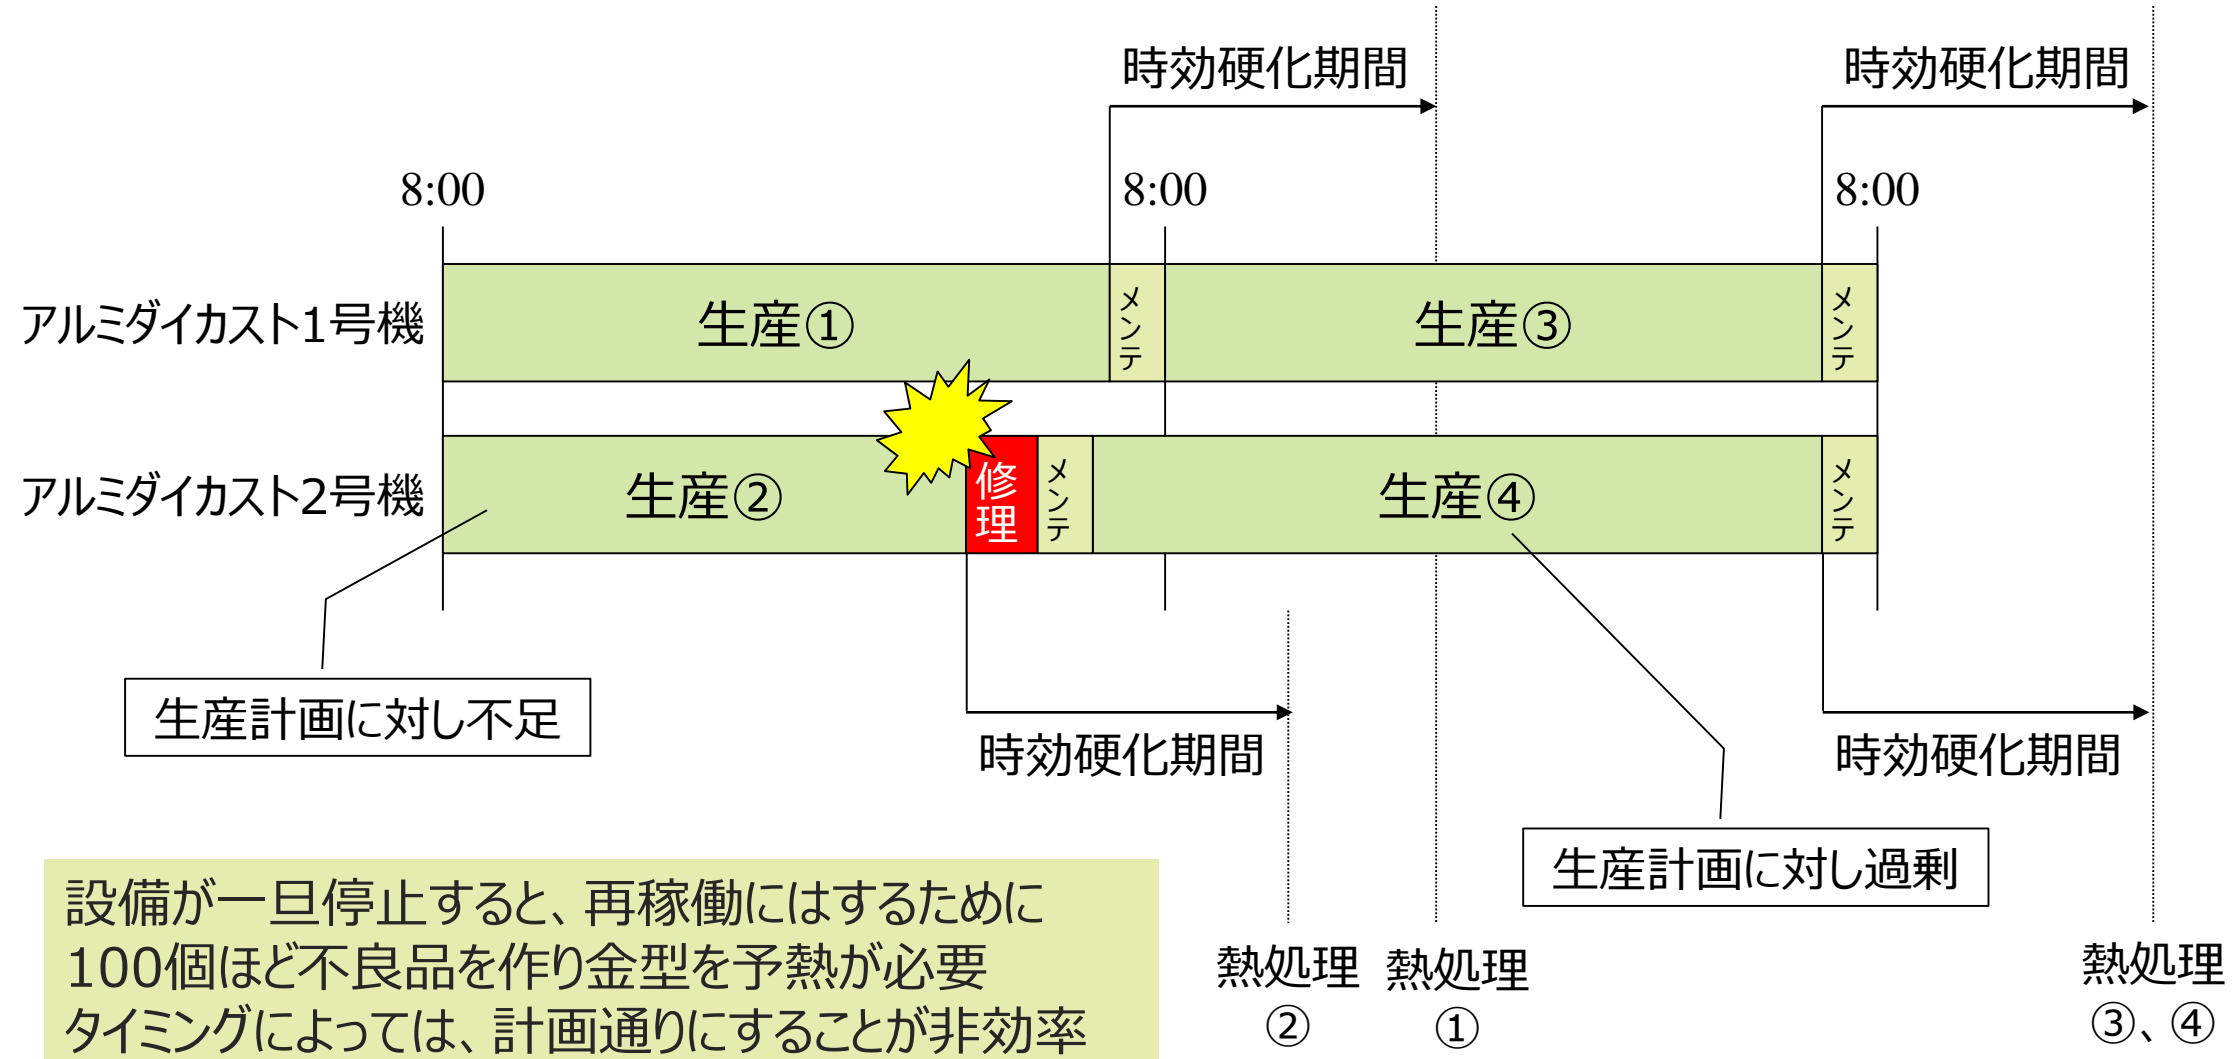 時効硬化期間
時効硬化期間
8:00
8:00
8:00
アルミダイカスト1号機
生産①
メンテ
生産③
メンテ
アルミダイカスト2号機
生産②
修理
メンテ
生産④
メンテ
生産計画に対し不足
時効硬化期間
時効硬化期間
生産計画に対し過剰
設備が一旦停止すると、再稼働にはするために
100個ほど不良品を作り金型を予熱が必要
タイミングによっては、計画通りにすることが非効率
熱処理
②
熱処理
①
熱処理
③、④